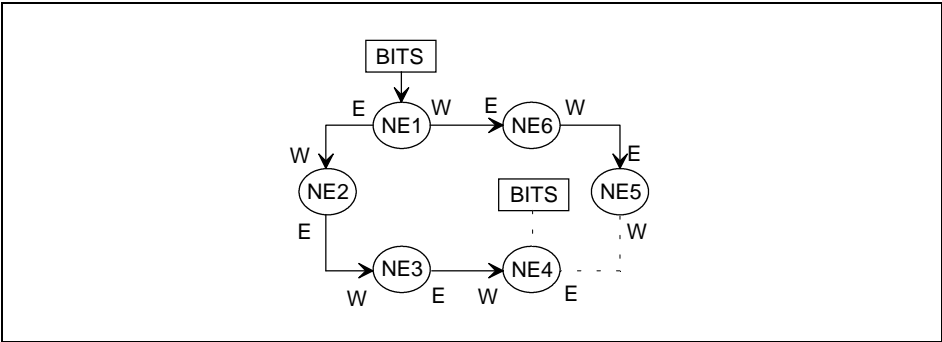 BITS
E NE1 W E NE6 W
W E
NE2 BITS NE5
E W
NE3 NE4
W E W E